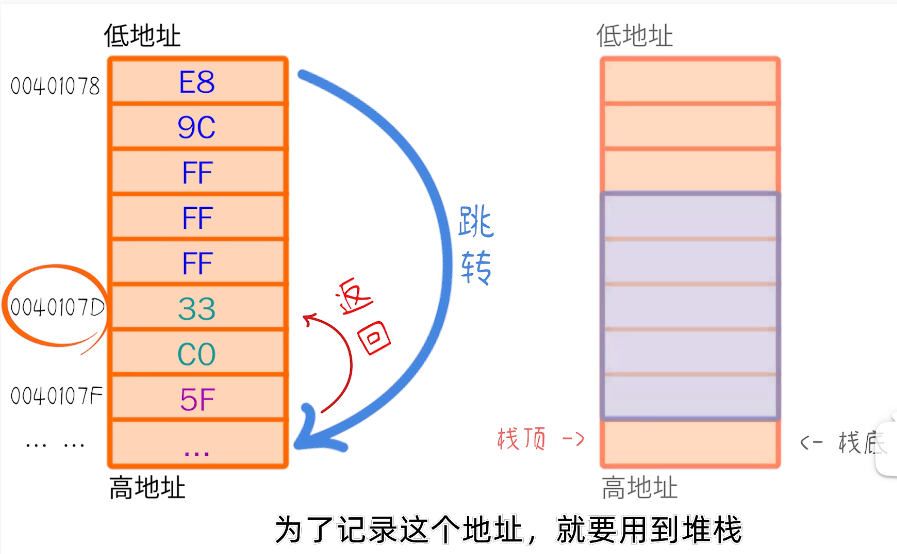 低地址
00401078
E8
9C
FF
FF
FF
0040107D
33
C0
0040107F
5F
... ...
...
高地址
跳转
返回
低地址
栈顶 ->
<- 栈底
高地址
为了记录这个地址，就要用到堆栈